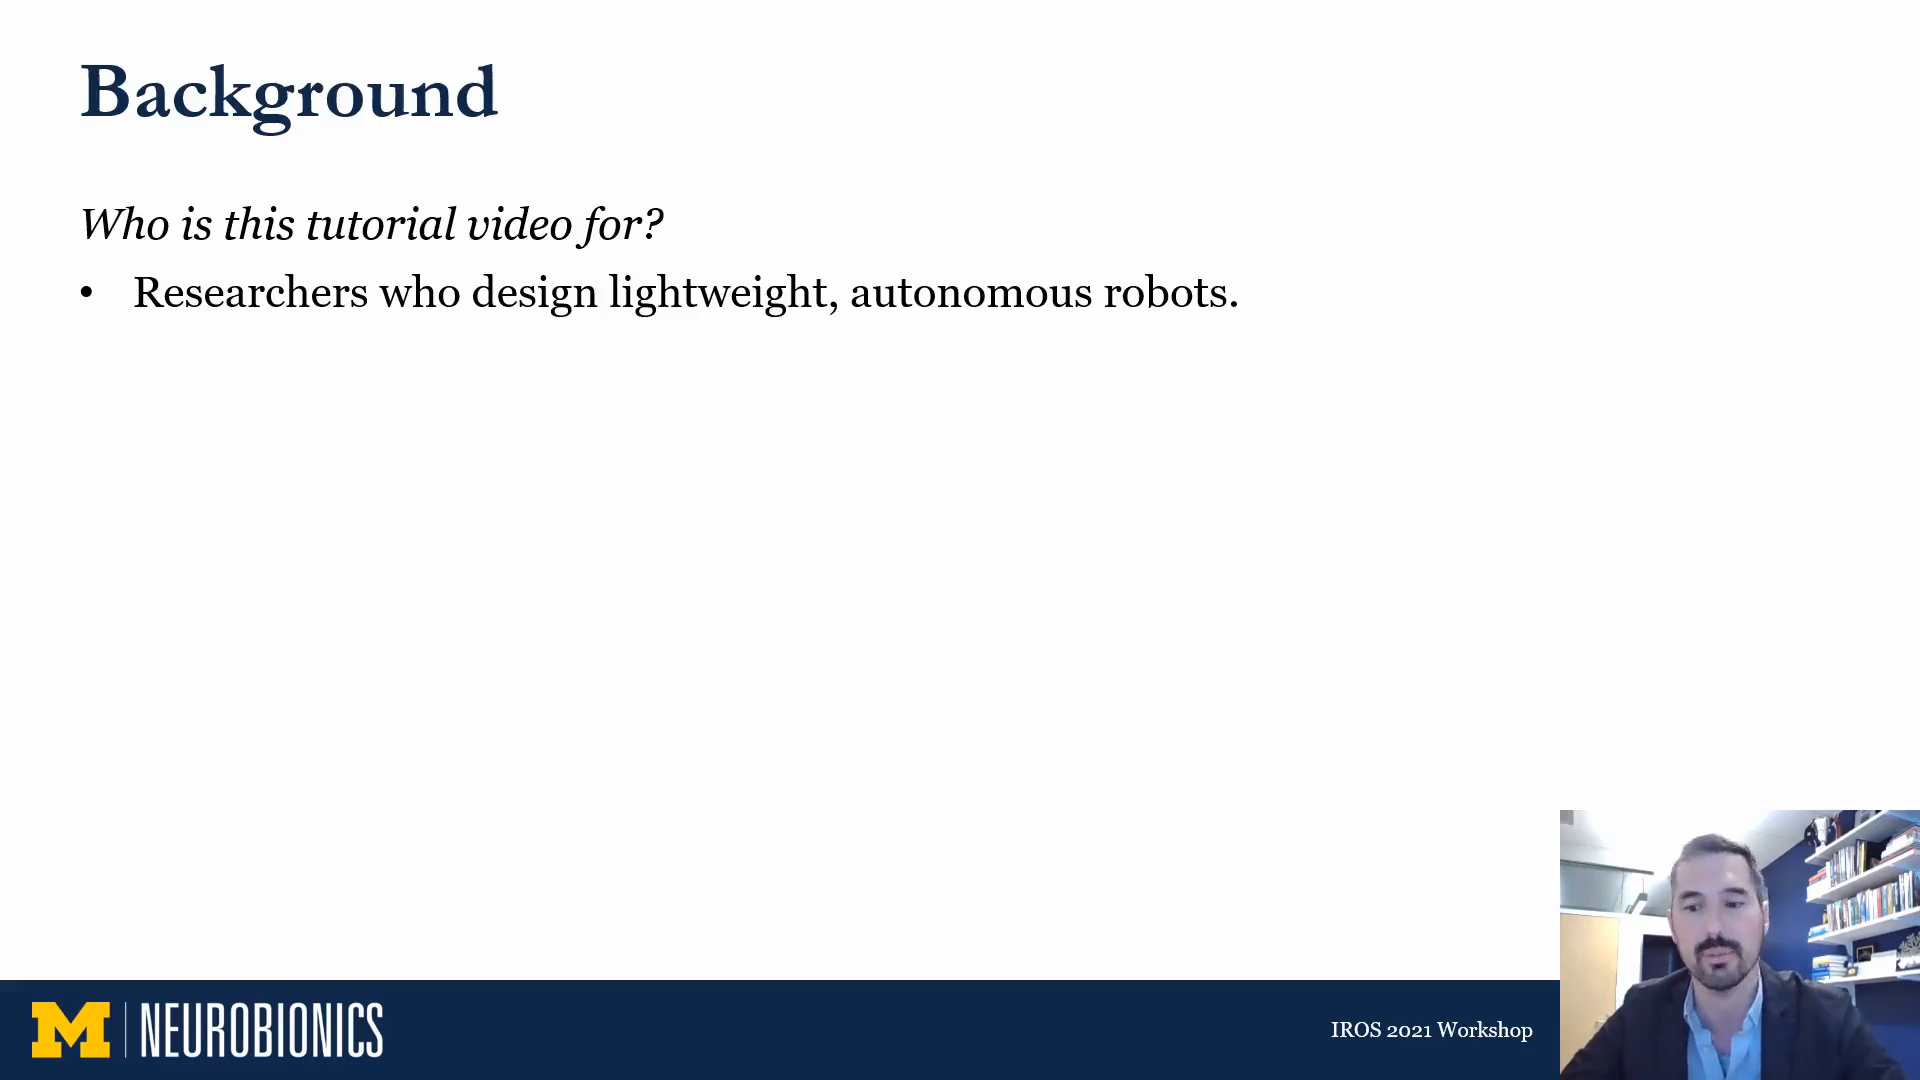 Background
Who is this tutorial video for?
• Researchers who design lightweight, autonomous robots.
M | NEUROBIONICS
IROS 2021 Workshop